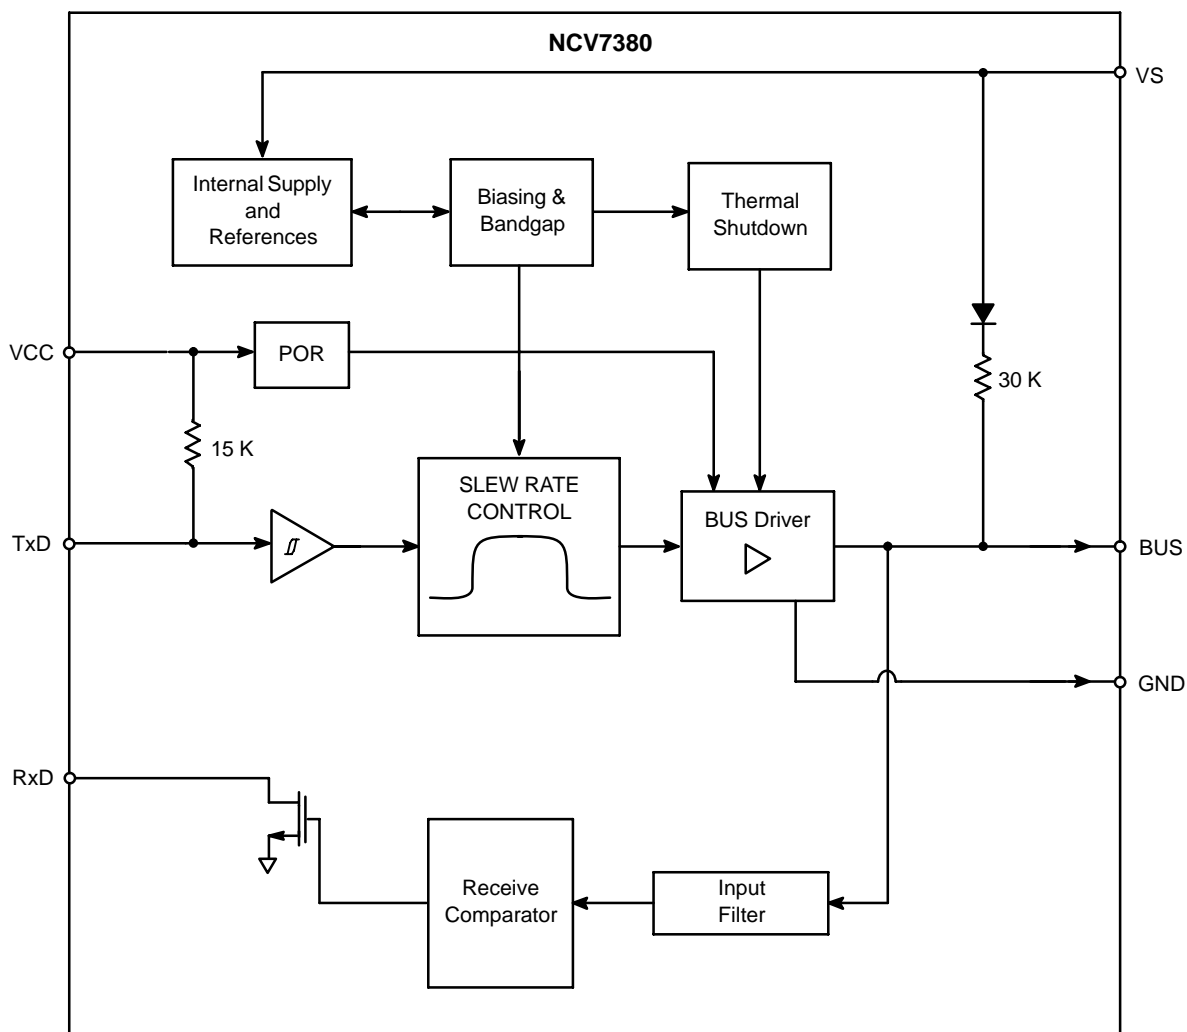 NCV7380
VS
Internal Supply
and
References
Biasing &
Bandgap
Thermal
Shutdown
VCC
POR
30 K
15 K
SLEW RATE
CONTROL
TxD
BUS Driver
BUS
GND
RxD
Receive
Comparator
Input
Filter